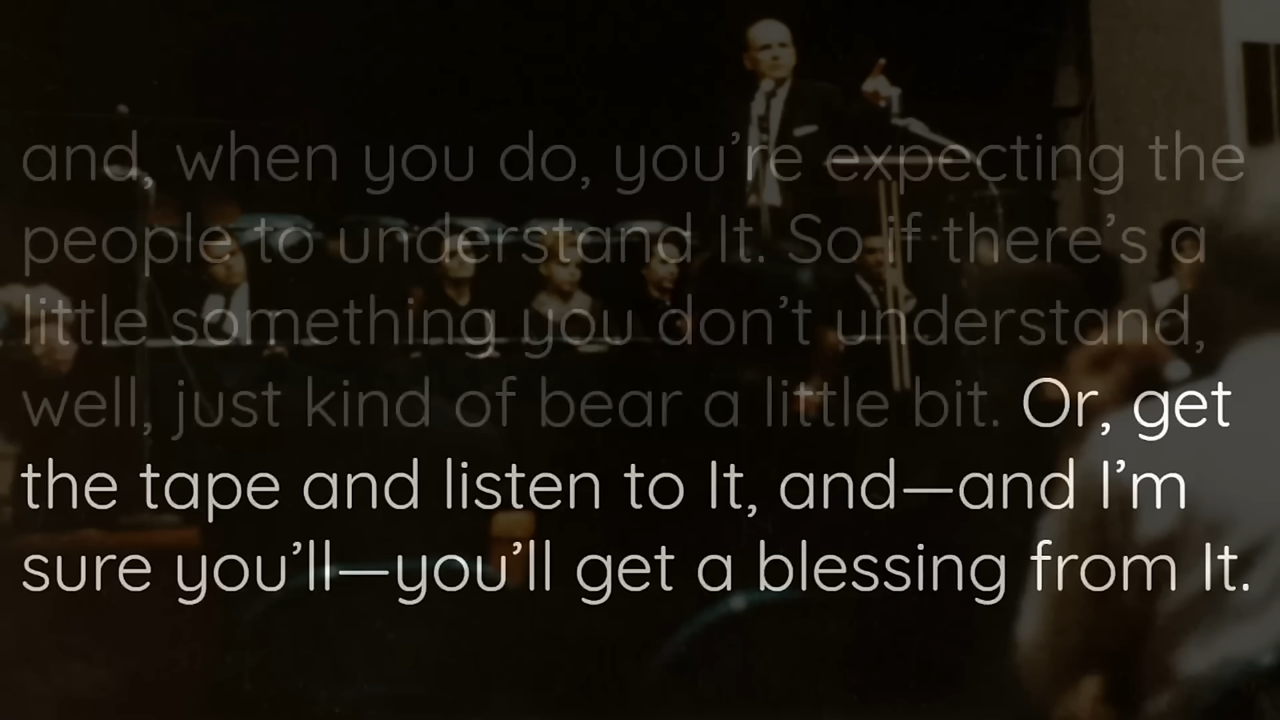 and, when you do, you’re expecting the
people to understand It. So if there’s a
little something you don’t understand,
well, just kind of bear a little bit. Or, get
the tape and listen to It, and—and I’m
sure you’ll—you’ll get a blessing from It.